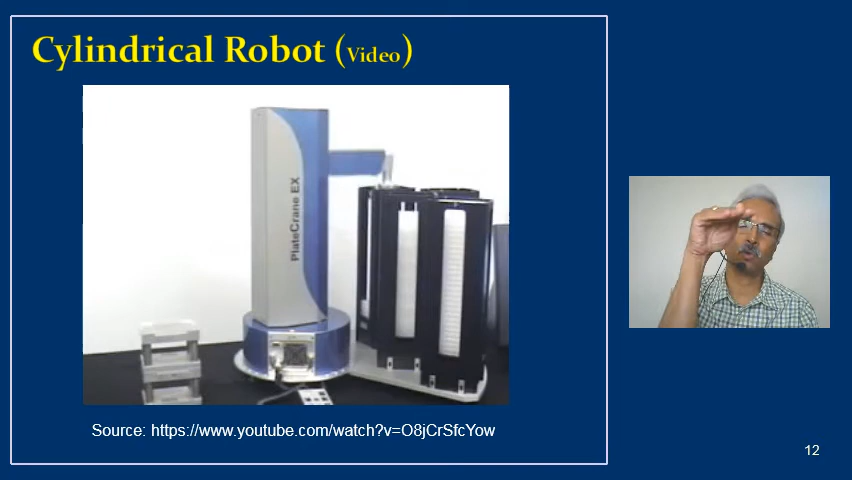 Cylindrical Robot (Video)
PlateCrane EX
Source: https://www.youtube.com/watch?v=O8jCrSfcYow
12